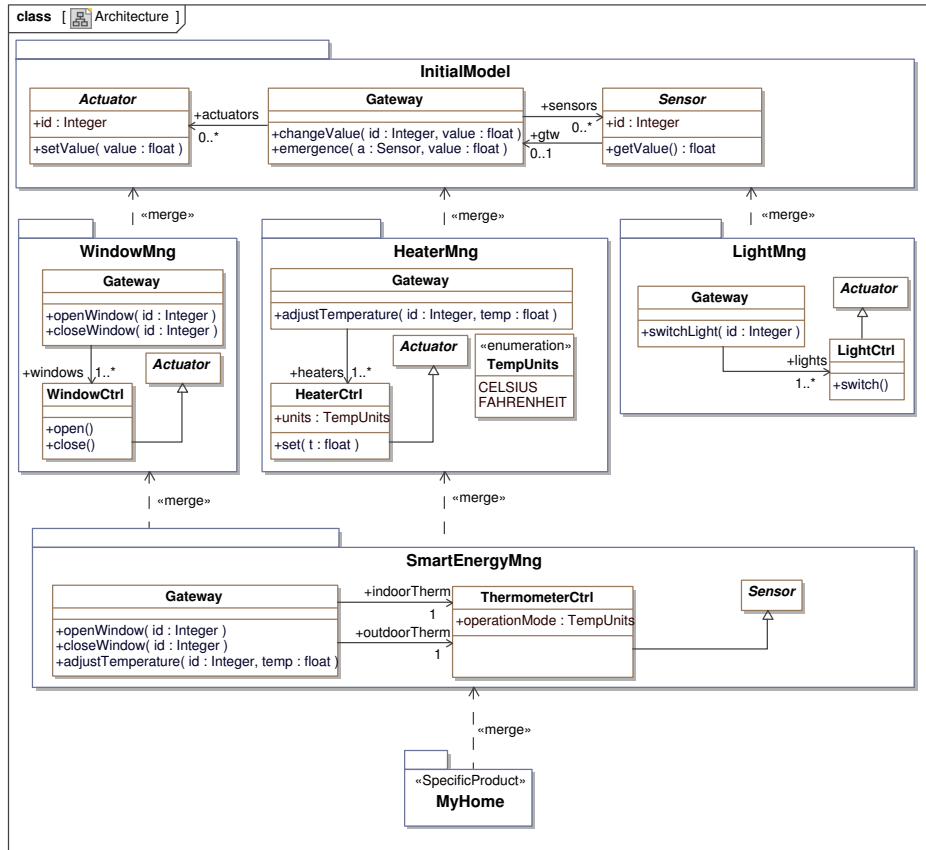 class [ Architecture ]
InitialModel
Actuator
+id : Integer
+setValue( value : float )
+actuators
0..*
Gateway
+changeValue( id : Integer, value : float )
+emergence( a : Sensor, value : float )
+sensors
0..*
+gtw
0..1
Sensor
+id : Integer
+getValue() : float
«merge»
«merge»
«merge»
WindowMng
Gateway
+openWindow( id : Integer )
+closeWindow( id : Integer )
+windows
1..*
Actuator
WindowCtrl
+open()
+close()
HeaterMng
Gateway
+adjustTemperature( id : Integer, temp : float )
+heaters
1..*
Actuator
«enumeration»
TempUnits
CELSIUS
FAHRENHEIT
HeaterCtrl
+units : TempUnits
+set( t : float )
LightMng
Actuator
Gateway
+switchLight( id : Integer )
+lights
1..*
LightCtrl
+switch()
«merge»
«merge»
SmartEnergyMng
Gateway
+openWindow( id : Integer )
+closeWindow( id : Integer )
+adjustTemperature( id : Integer, temp : float )
+indoorTherm
1
+outdoorTherm
1
ThermometerCtrl
+operationMode : TempUnits
Sensor
«merge»
«SpecificProduct»
MyHome